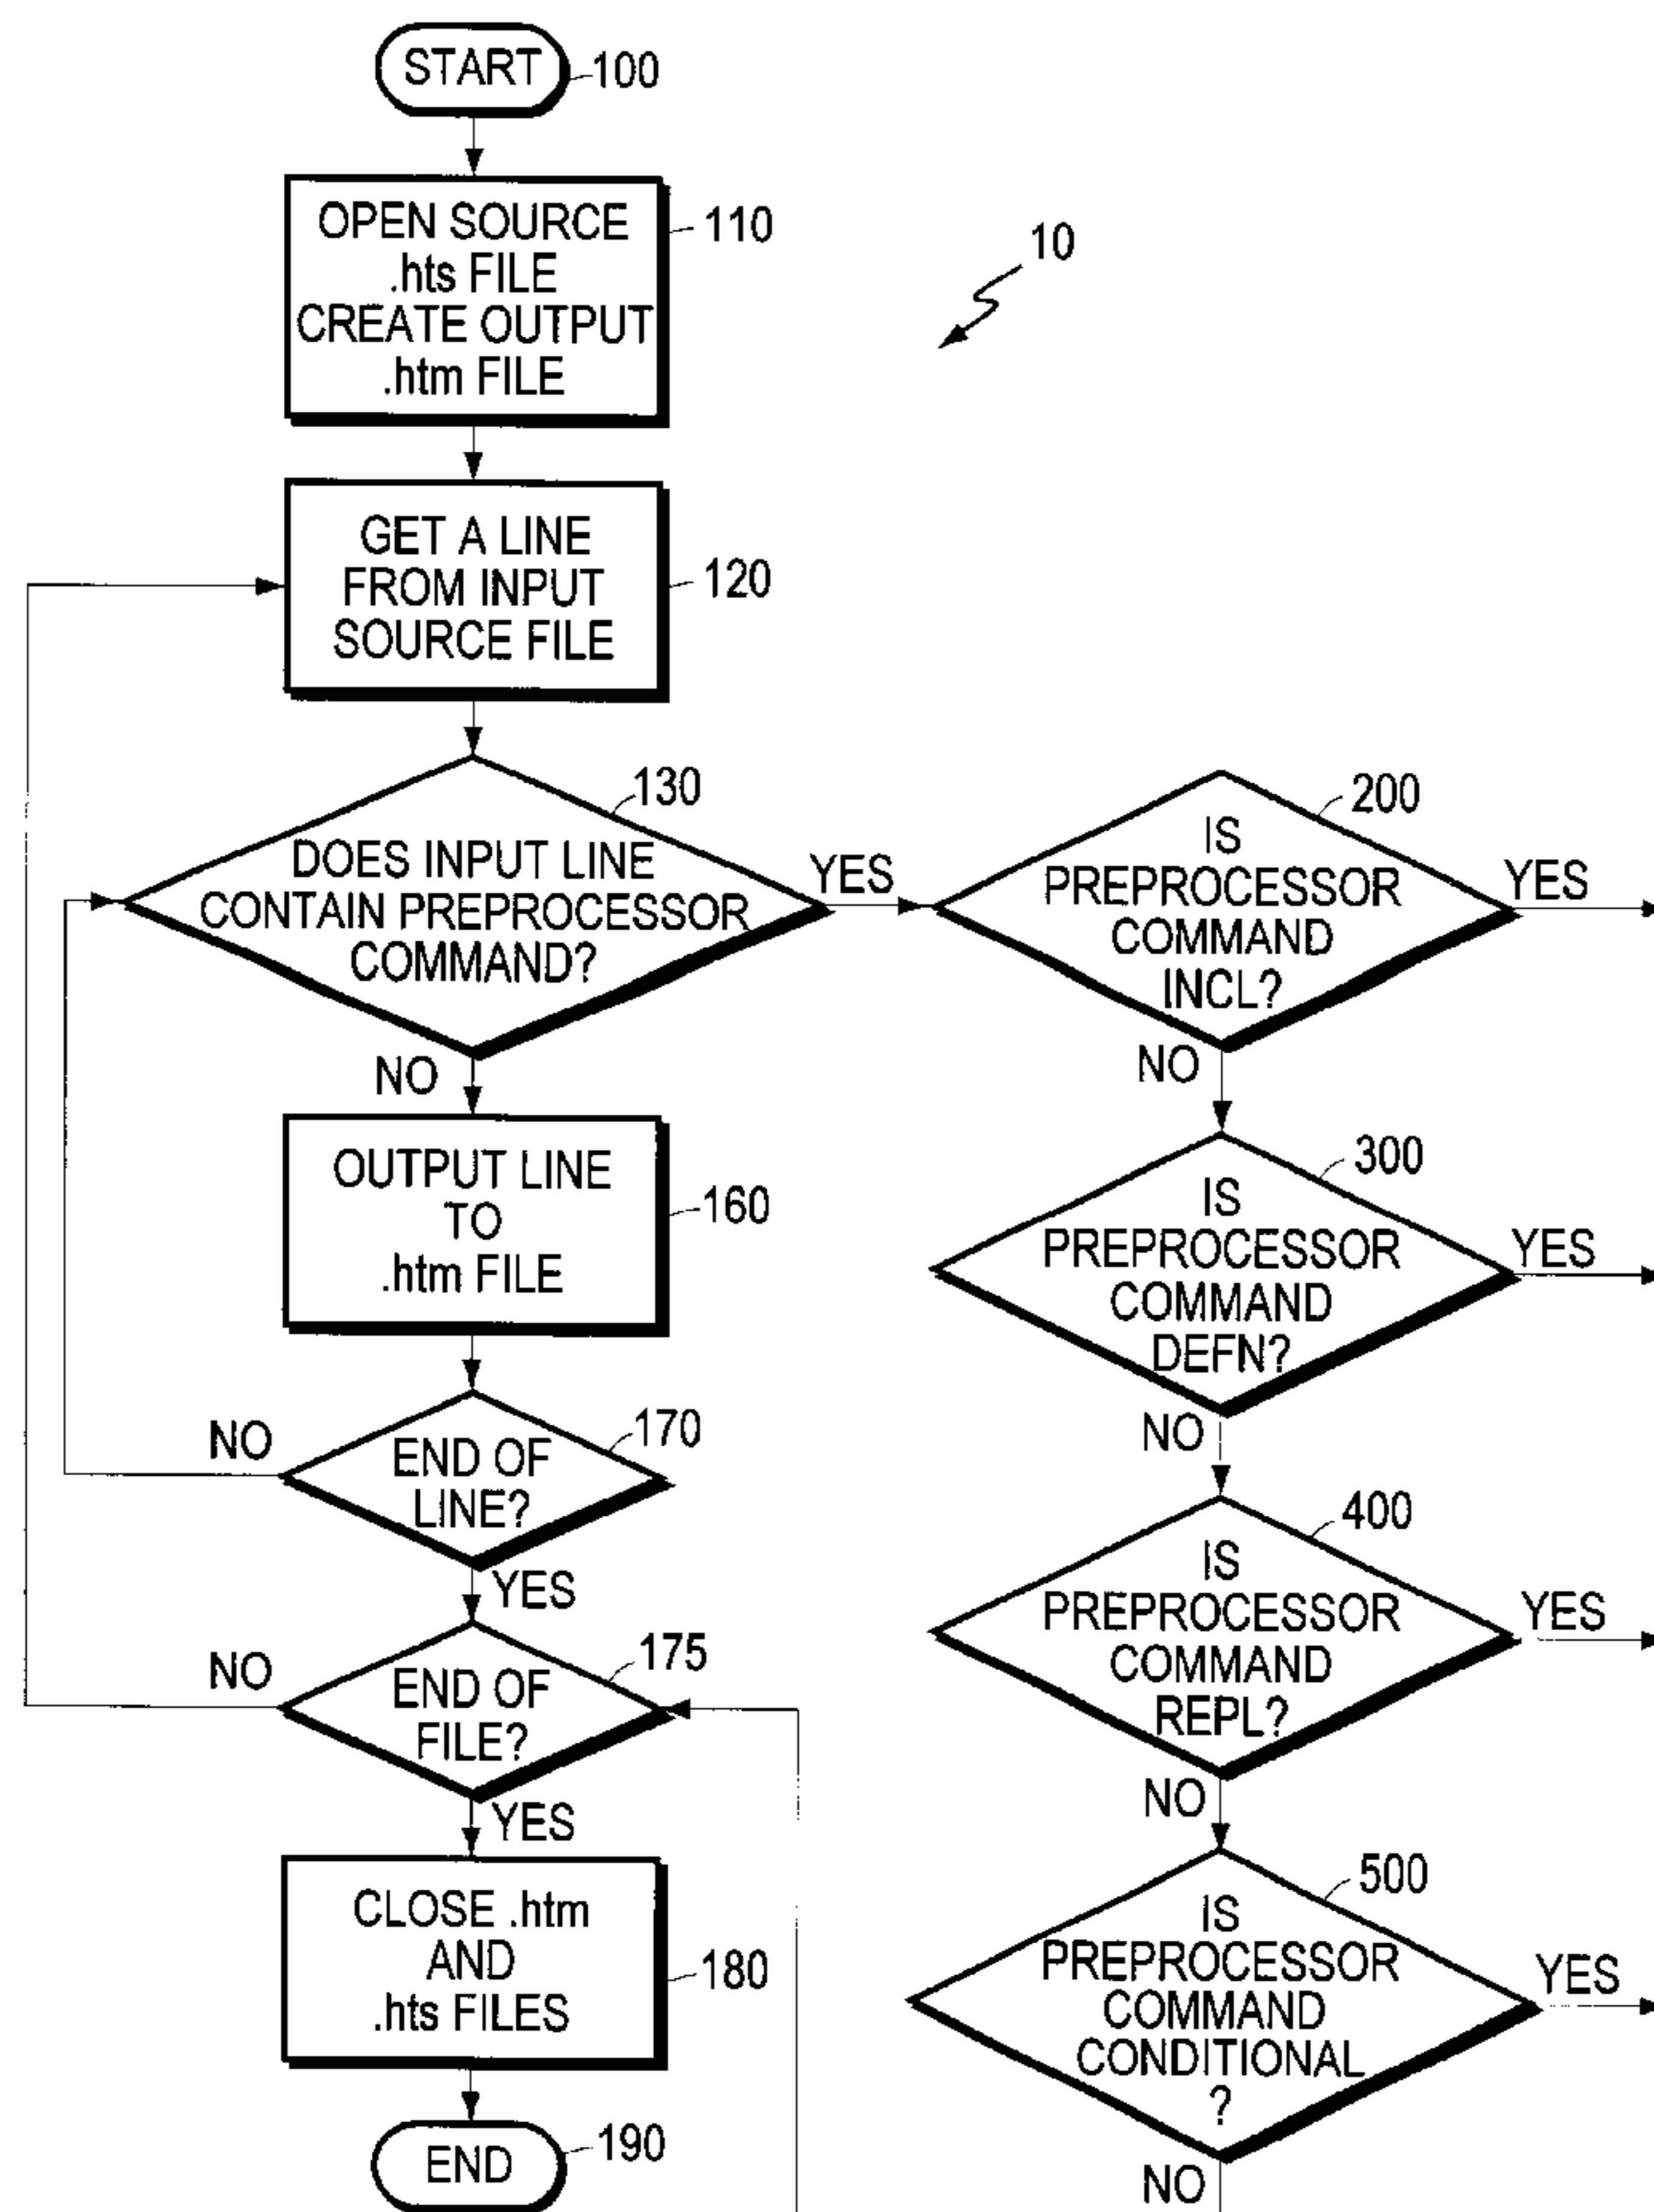 START
100
OPEN SOURCE
.hts FILE
CREATE OUTPUT
.htm FILE
110
10
GET A LINE
FROM INPUT
SOURCE FILE
120
130
DOES INPUT LINE
CONTAIN PREPROCESSOR
COMMAND?
YES
NO
200
IS
PREPROCESSOR
COMMAND
INCL?
YES
NO
OUTPUT LINE
TO
.htm FILE
160
300
IS
PREPROCESSOR
COMMAND
DEFN?
YES
NO
170
END OF
LINE?
NO
YES
400
IS
PREPROCESSOR
COMMAND
REPL?
YES
NO
175
END OF
FILE?
NO
YES
500
IS
PREPROCESSOR
COMMAND
CONDITIONAL
?
YES
NO
CLOSE .htm
AND
.hts FILES
180
END
190